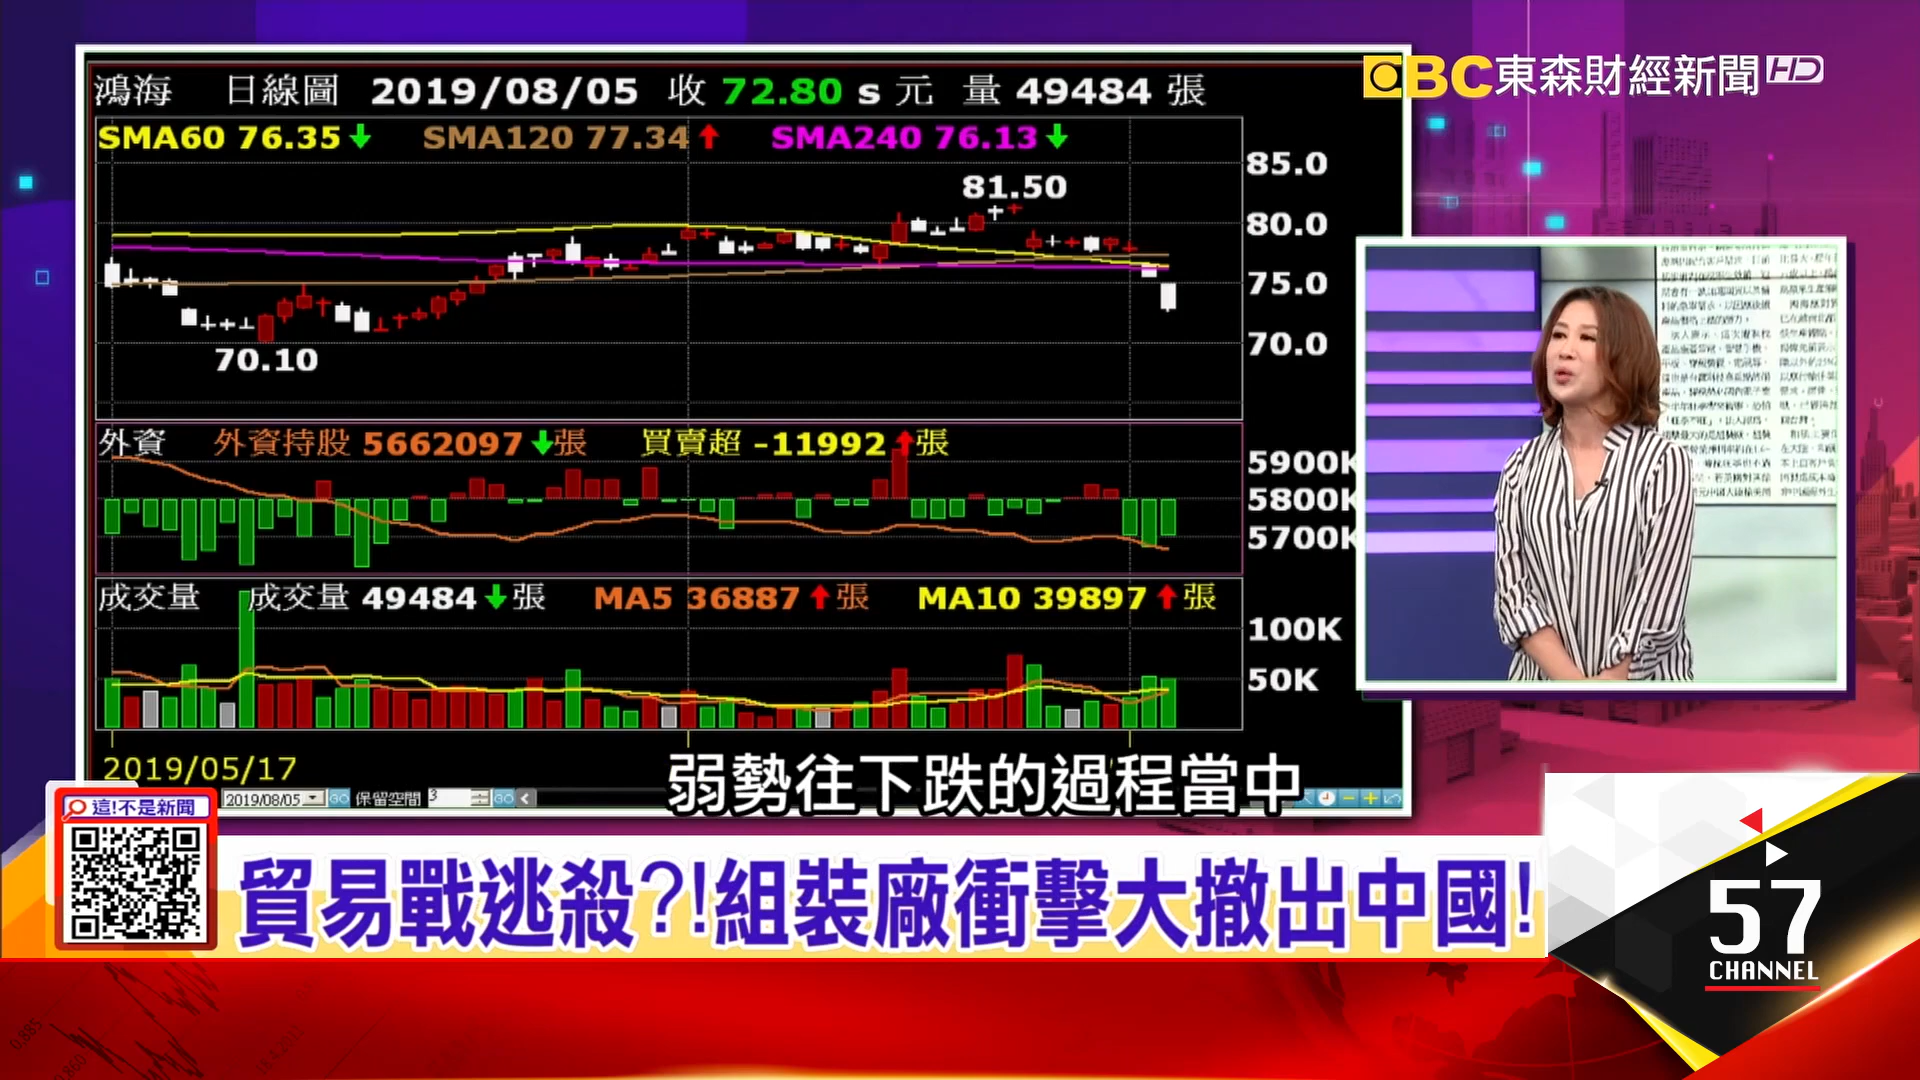 鴻海 日線圖 2019/08/05 收 72.80 s 元 量 49484 張
EBC東森財經新聞HD
SMA60 76.35↓ SMA120 77.34↑ SMA240 76.13↓
85.0
81.50
80.0
75.0
70.0
70.10
外資 外資持股 5662097↓張 買賣超 -11992↑張
5900K
5800K
5700K
成交量 成交量 49484↓張 MA5 36887↑張 MA10 39897↑張
100K
50K
2019/05/17
弱勢往下跌的過程當中
2019/08/05 GO 保留空間 3 GO
這!不是新聞
貿易戰逃殺?!組裝廠衝擊大撤出中國!
57
CHANNEL